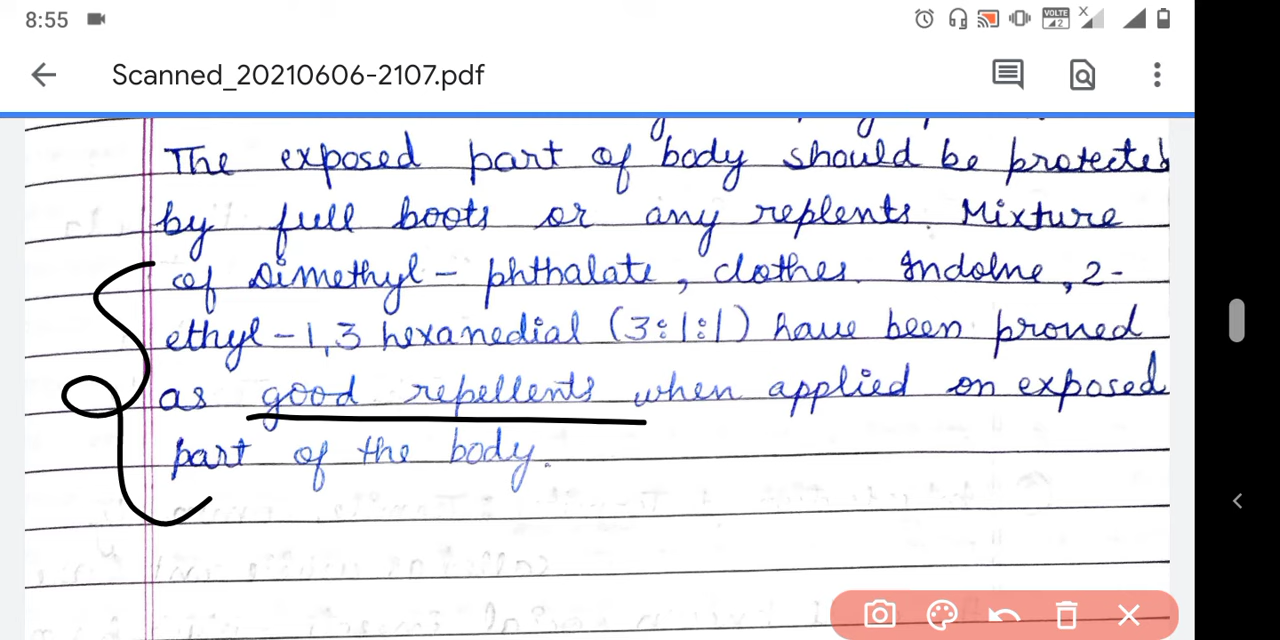 8:55
VOLTE
2
X
Scanned_20210606-2107.pdf
The exposed part of body should be protected
by full boots or any replents. Mixture
of Dimethyl - phthalate, clothes. Indolne, 2-
ethyl - 1,3 hexanedial (3:1:1) have been proned
as good repellents when applied on exposed
part of the body.